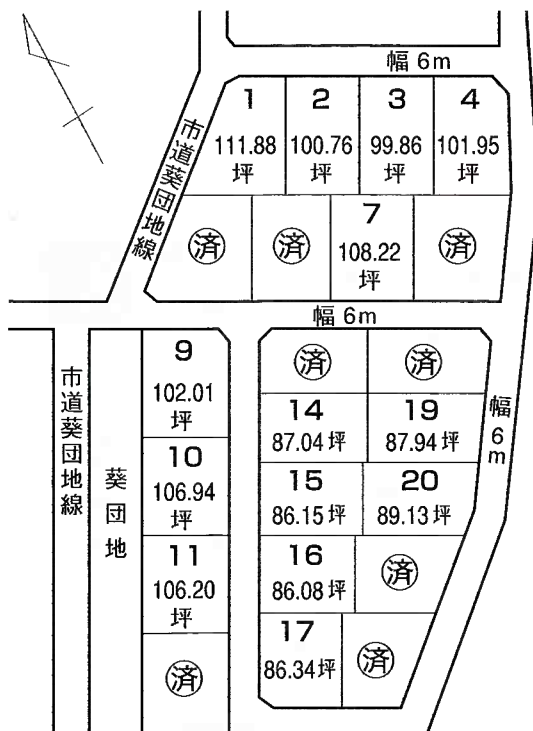 幅 6m
1
111.88
坪
2
100.76
坪
3
99.86
坪
4
101.95
坪
市道葵団地線
済
済
7
108.22
坪
済
幅 6m
9
102.01
坪
10
106.94
坪
11
106.20
坪
済
市道葵団地線
葵団地
済
済
14
87.04坪
19
87.94坪
15
86.15坪
20
89.13坪
16
86.08坪
済
17
86.34坪
済
幅6m